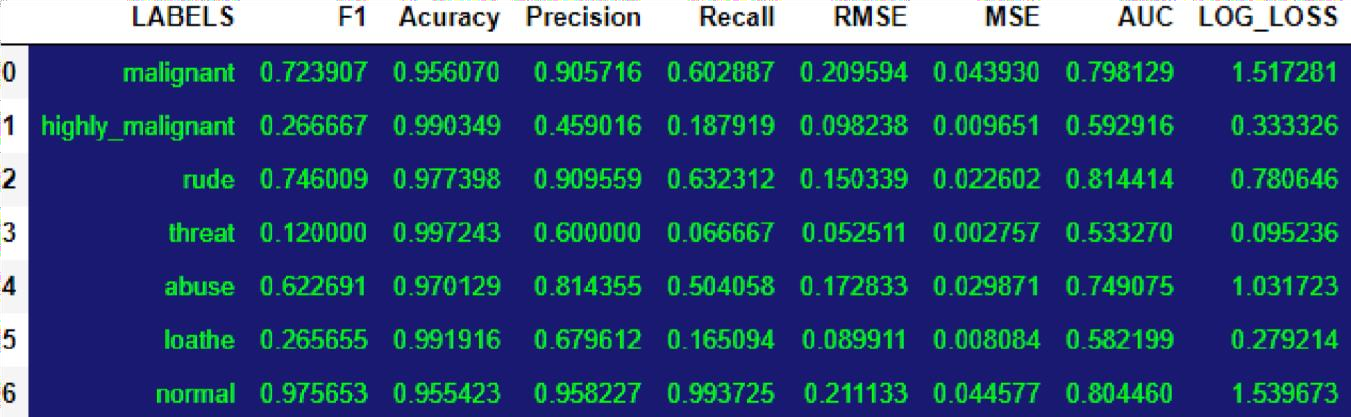 LABELS F1 Acuracy Precision Recall RMSE MSE AUC LOG_LOSS
0 malignant 0.723907 0.956070 0.905716 0.602887 0.209594 0.043930 0.798129 1.517281
1 highly_malignant 0.266667 0.990349 0.459016 0.187919 0.098238 0.009651 0.592916 0.333326
2 rude 0.746009 0.977398 0.909559 0.632312 0.150339 0.022602 0.814414 0.780646
3 threat 0.120000 0.997243 0.600000 0.066667 0.052511 0.002757 0.533270 0.095236
4 abuse 0.622691 0.970129 0.814355 0.504058 0.172833 0.029871 0.749075 1.031723
5 loathe 0.265655 0.991916 0.679612 0.165094 0.089911 0.008084 0.582199 0.279214
6 normal 0.975653 0.955423 0.958227 0.993725 0.211133 0.044577 0.804460 1.539673